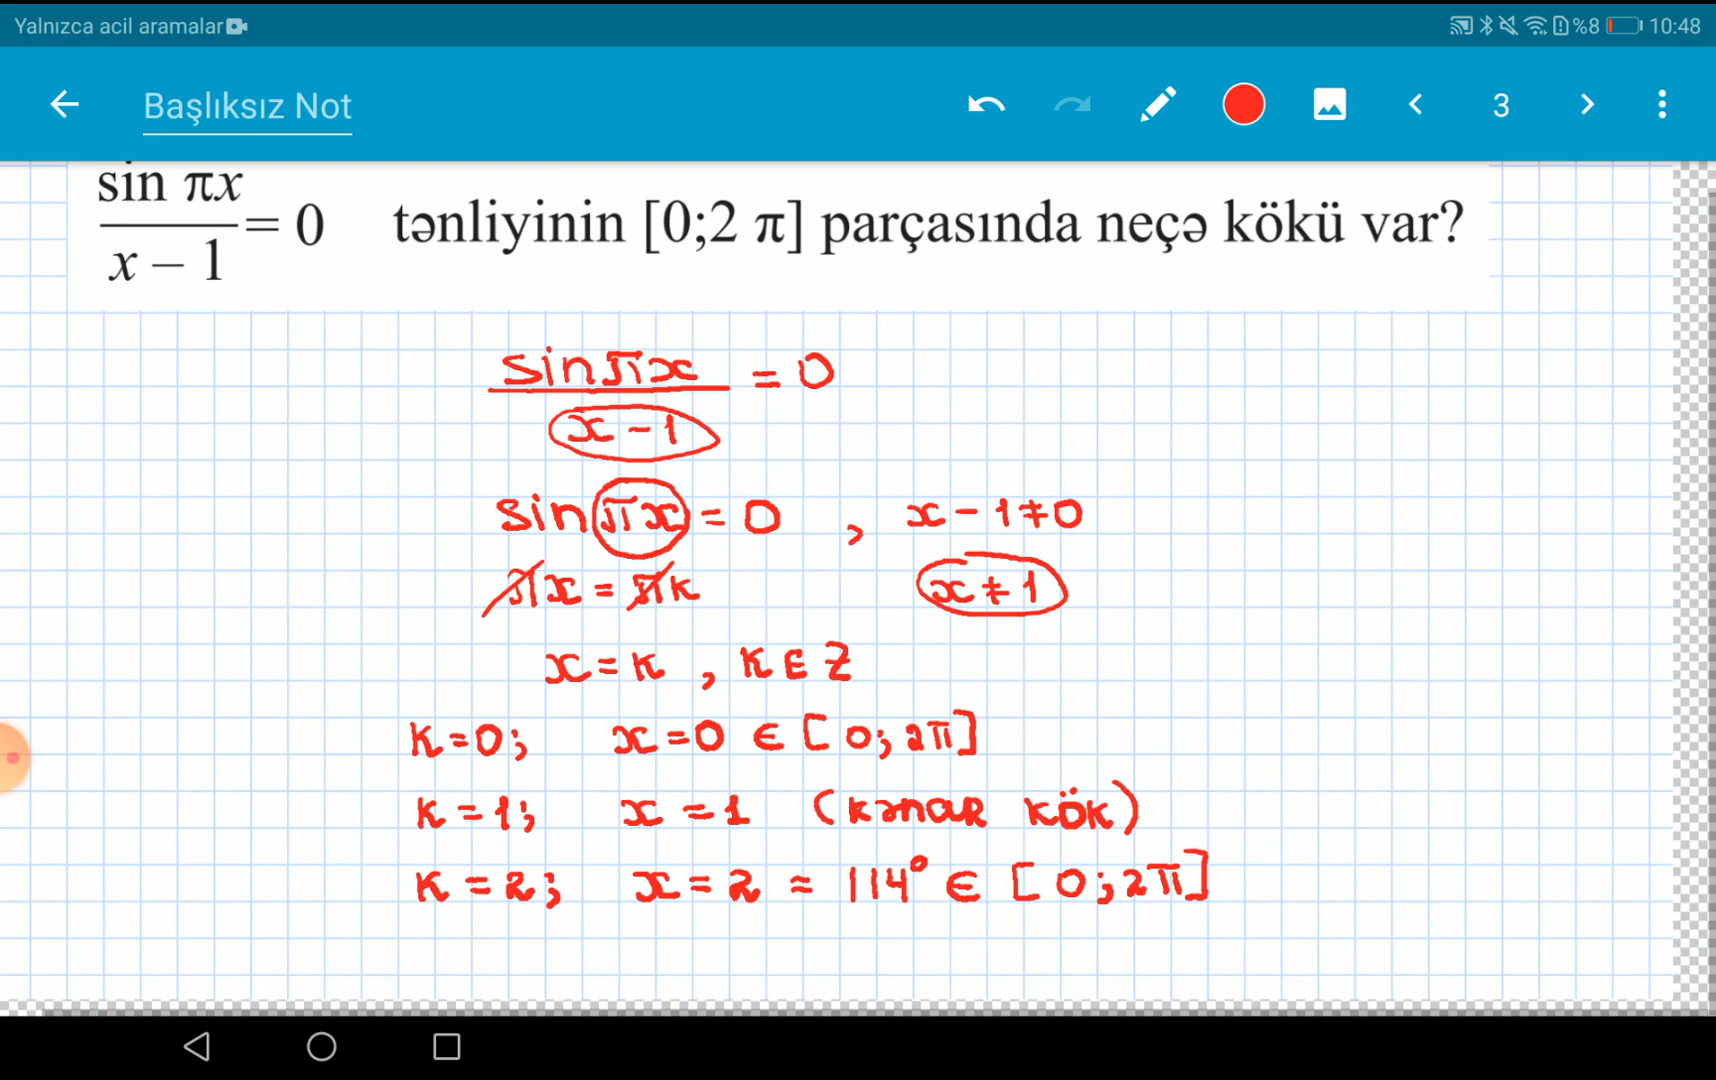 Yalnızca acil aramalar %8 10:48
Başlıksız Not 3
sin πx / x – 1 = 0 tənliyinin [0;2 π] parçasında neçə kökü var?
sinπx / x – 1 = 0
sin πx = 0 , x – 1 ≠ 0
πx = πk x ≠ 1
x = k , k ∈ Z
k = 0; x = 0 ∈ [0; 2π]
k = 1; x = 1 (kənar kök)
k = 2; x = 2 ≈ 114° ∈ [0; 2π]